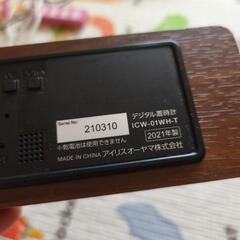 Serial No.
210310
デジタル置時計
ICW-01WH-T
※乾電池は使用できません
2021年製
MADE IN CHINA アイリスオーヤマ株式会社